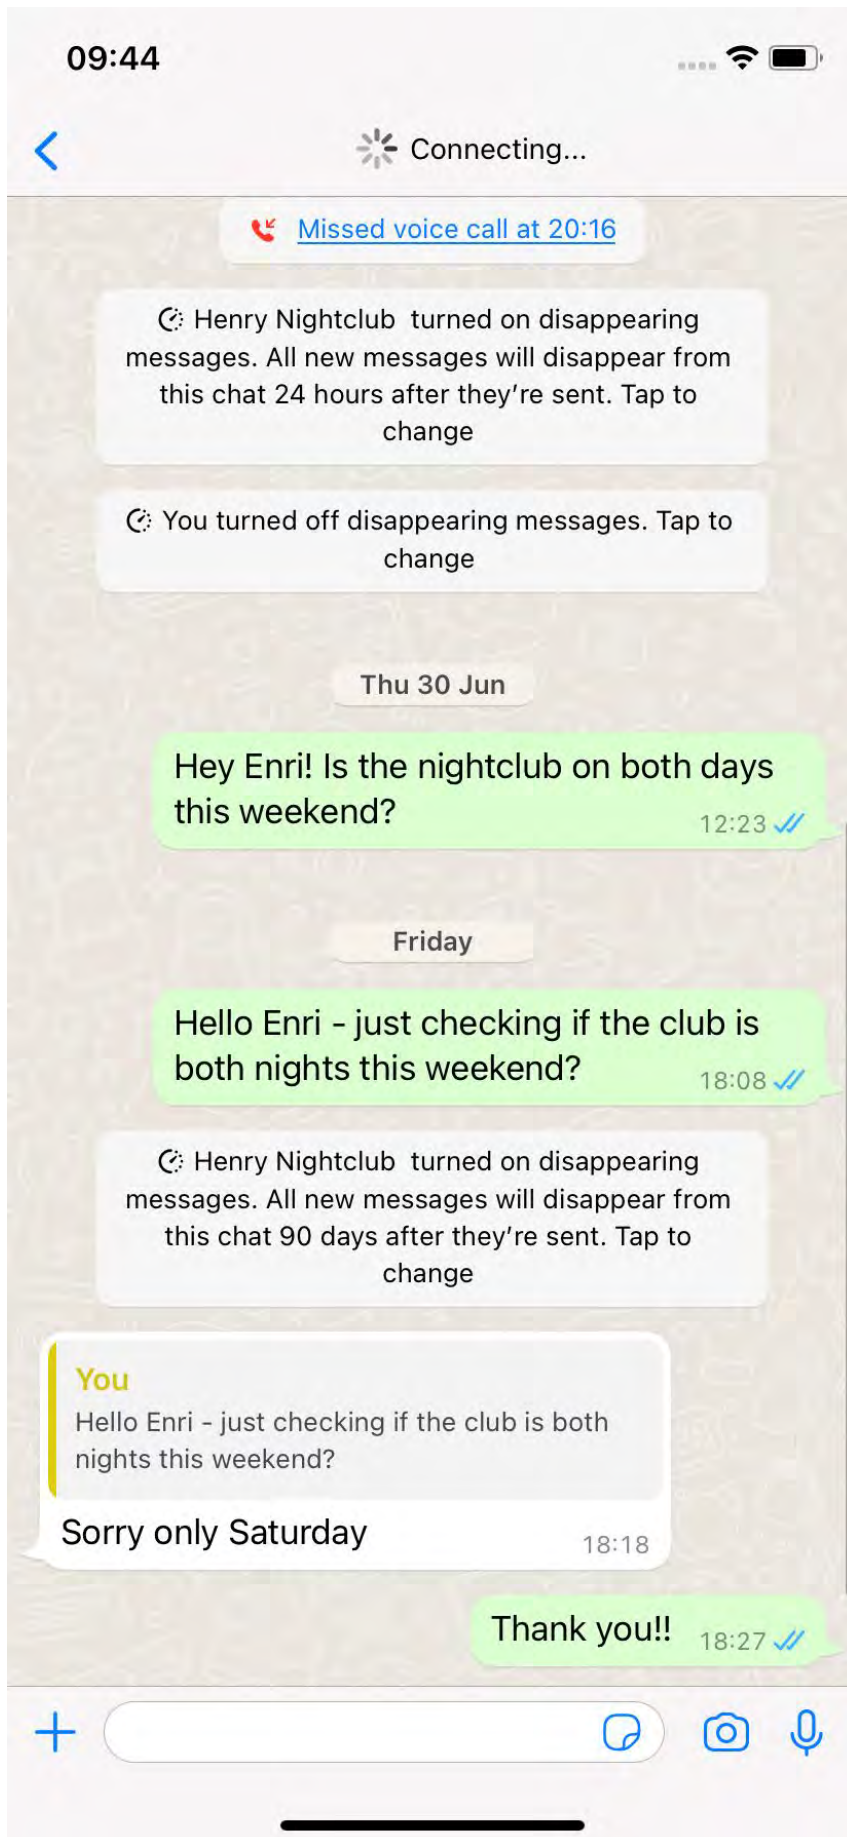 09:44
Connecting...
Missed voice call at 20:16
Henry Nightclub turned on disappearing
messages. All new messages will disappear from
this chat 24 hours after they’re sent. Tap to
change
You turned off disappearing messages. Tap to
change
Thu 30 Jun
Hey Enri! Is the nightclub on both days
this weekend?
12:23
Friday
Hello Enri - just checking if the club is
both nights this weekend?
18:08
Henry Nightclub turned on disappearing
messages. All new messages will disappear from
this chat 90 days after they’re sent. Tap to
change
You
Hello Enri - just checking if the club is both
nights this weekend?
Sorry only Saturday
18:18
Thank you!!
18:27